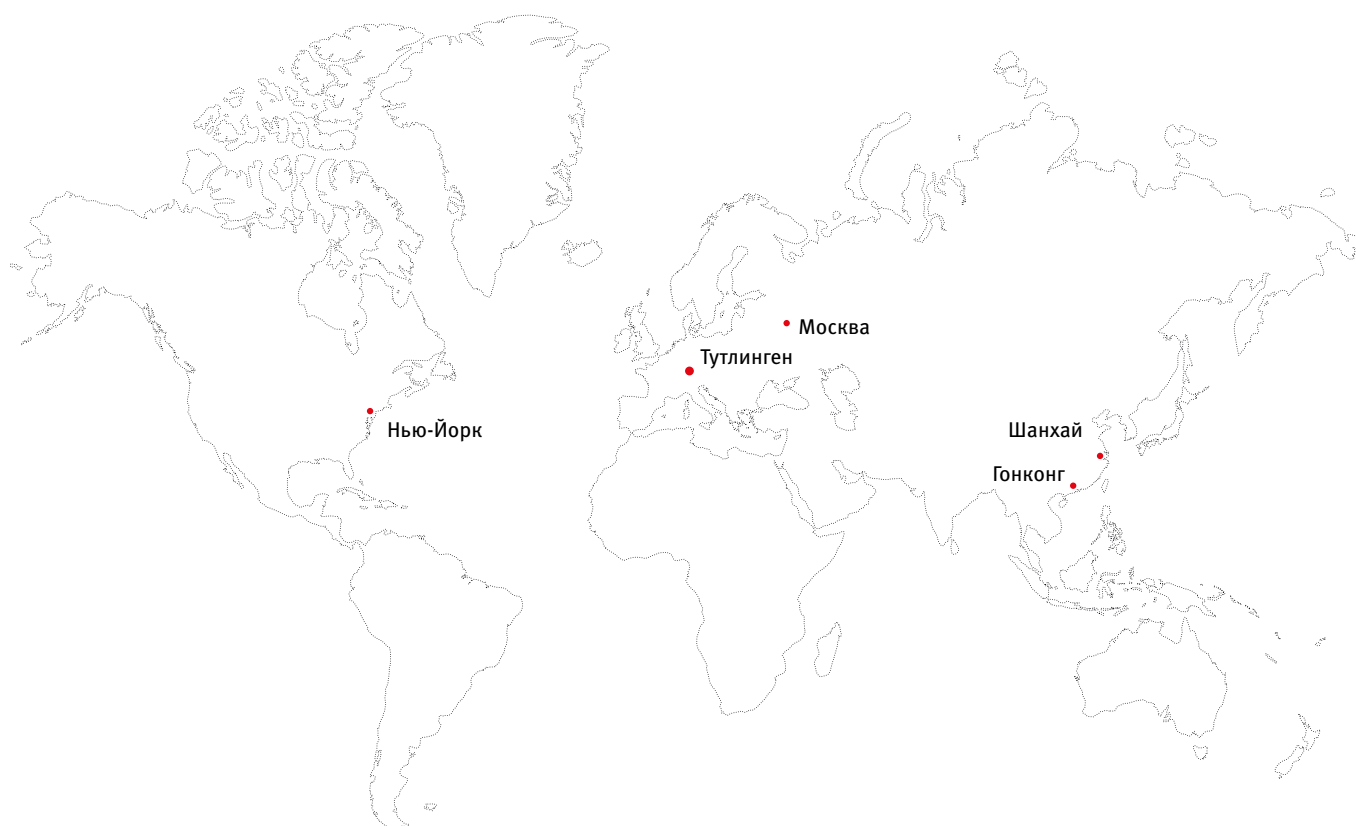 Москва
Тутлинген
Нью-Йорк
Шанхай
Гонконг